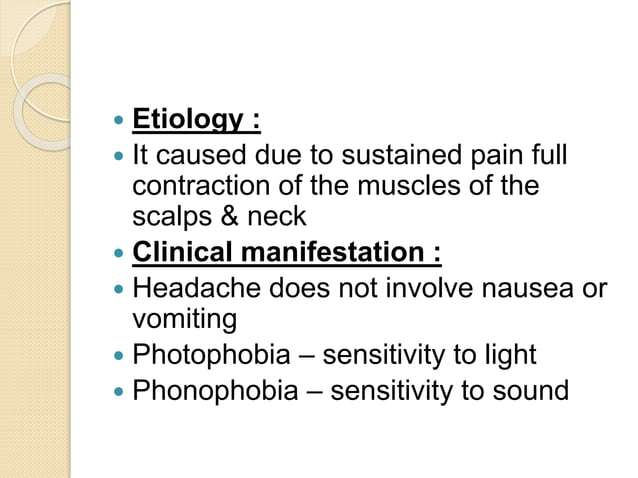 Etiology :
It caused due to sustained pain full
contraction of the muscles of the
scalps & neck
Clinical manifestation :
Headache does not involve nausea or
vomiting
Photophobia – sensitivity to light
Phonophobia – sensitivity to sound